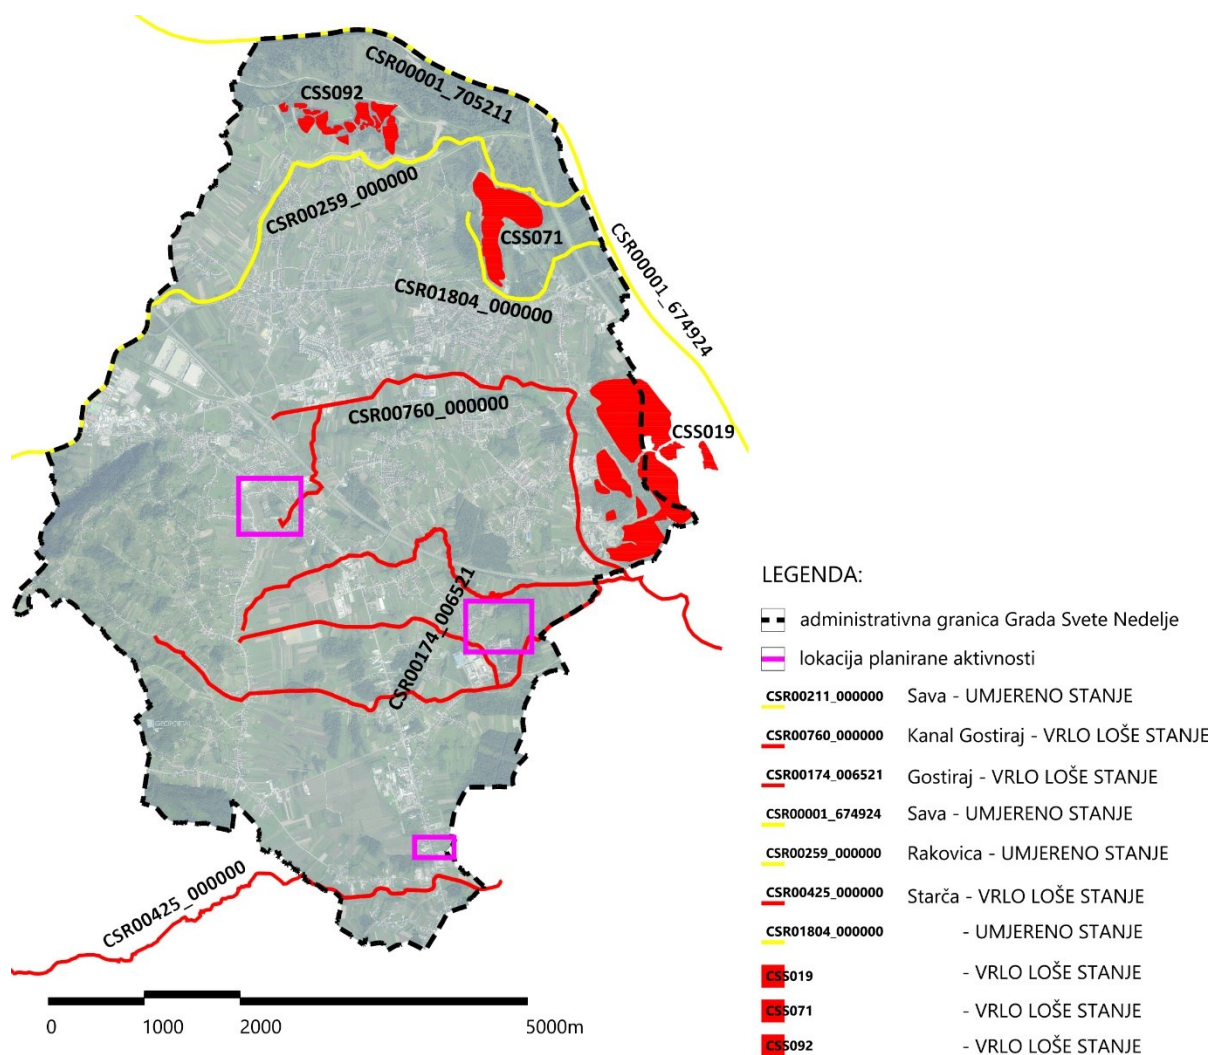 CSR00001_705211
CSS092
CSR00259_000000
CSS071
CSR00001_674924
CSR01804_000000
CSR00760_000000
CSS019
CSR00174_006521
CSR00425_000000
0 1000 2000 5000m
LEGENDA:
administrativna granica Grada Svete Nedelje
lokacija planirane aktivnosti
CSR00211_000000 Sava - UMJERENO STANJE
CSR00760_000000 Kanal Gostiraj - VRLO LOŠE STANJE
CSR00174_006521 Gostiraj - VRLO LOŠE STANJE
CSR00001_674924 Sava - UMJERENO STANJE
CSR00259_000000 Rakovica - UMJERENO STANJE
CSR00425_000000 Starča - VRLO LOŠE STANJE
CSR01804_000000 - UMJERENO STANJE
CSS019 - VRLO LOŠE STANJE
CSS071 - VRLO LOŠE STANJE
CSS092 - VRLO LOŠE STANJE